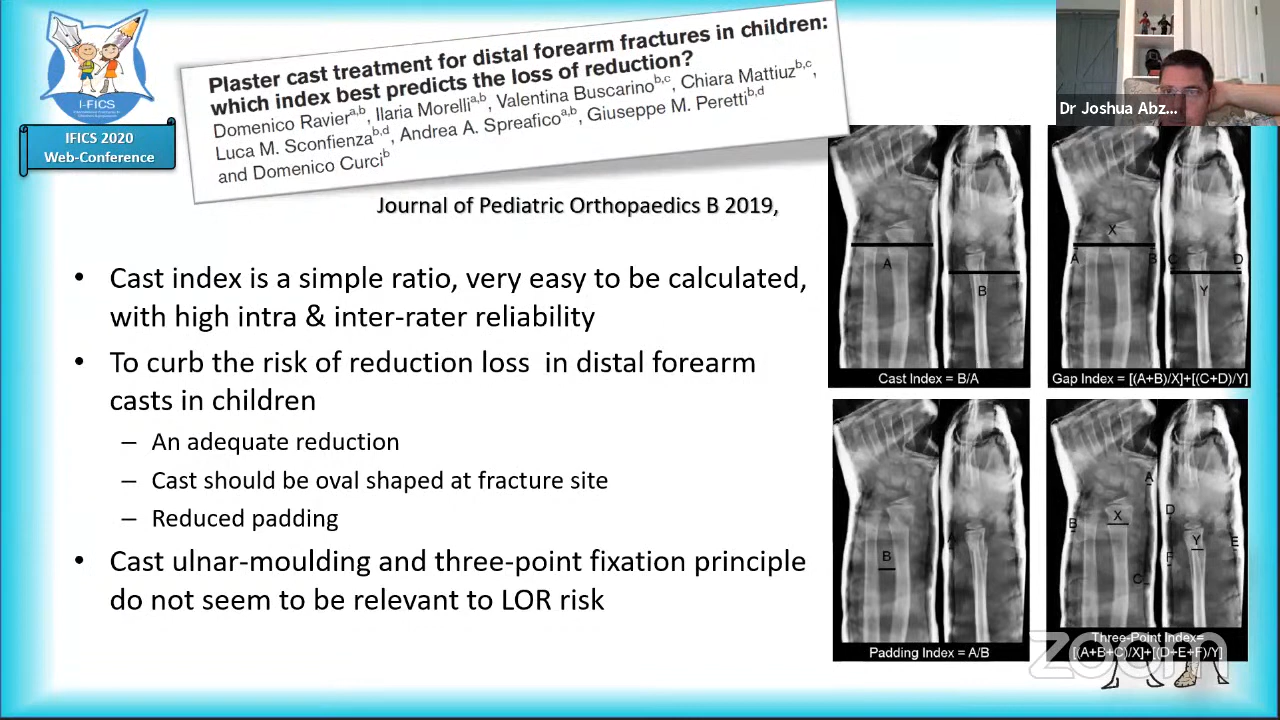 I-FICS
IFICS 2020
Web-Conference
Plaster cast treatment for distal forearm fractures in children:
which index best predicts the loss of reduction?
Domenico Ravier^a,b, Ilaria Morelli^a,b, Valentina Buscarino^b,c, Chiara Mattiuz^b,c,
Luca M. Sconfienza^b,d, Andrea A. Spreafico^a,b, Giuseppe M. Peretti^b,d
and Domenico Curci^b
Journal of Pediatric Orthopaedics B 2019,
Dr Joshua Abz...
• Cast index is a simple ratio, very easy to be calculated,
with high intra & inter-rater reliability
• To curb the risk of reduction loss in distal forearm
casts in children
– An adequate reduction
– Cast should be oval shaped at fracture site
– Reduced padding
• Cast ulnar-moulding and three-point fixation principle
do not seem to be relevant to LOR risk
A
B
Cast Index = B/A
X
A B C D
Y
Gap Index = [(A+B)/X]+[(C+D)/Y]
A
B
Padding Index = A/B
A
D
X
B
Y
E
F
C
Three-Point Index=
[(A+B+C)/X]+[(D+E+F)/Y]
zoom